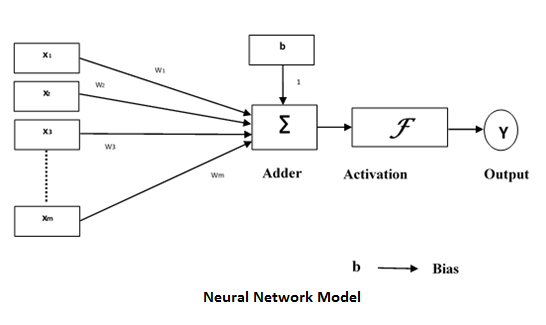 b
X1
W1
1
X2
W2
X3
Σ
ℱ
Y
W3
Wm
Adder
Activation
Output
Xm
b
Bias
Neural Network Model